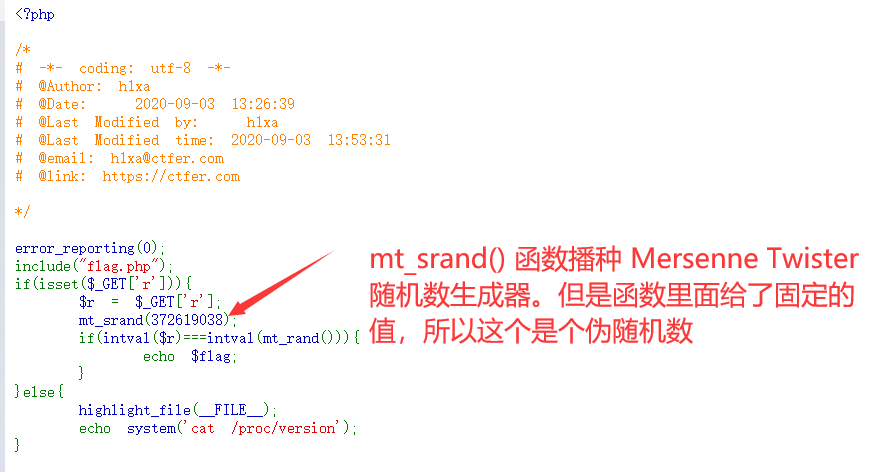 <?php
/*
# -*- coding: utf-8 -*-
# @Author: h1xa
# @Date:   2020-09-03 13:26:39
# @Last Modified by:   h1xa
# @Last Modified time: 2020-09-03 13:53:31
# @email: h1xa@ctfer.com
# @link: https://ctfer.com
*/
error_reporting(0);
include("flag.php");
if(isset($_GET['r'])){
    $r = $_GET['r'];
    mt_srand(372619038);
    if(intval($r)===intval(mt_rand())){
        echo $flag;
    }
}else{
    highlight_file(__FILE__);
    echo system('cat /proc/version');
}
mt_srand() 函数播种 Mersenne Twister
随机数生成器。但是函数里面给了固定的
值，所以这个是个伪随机数